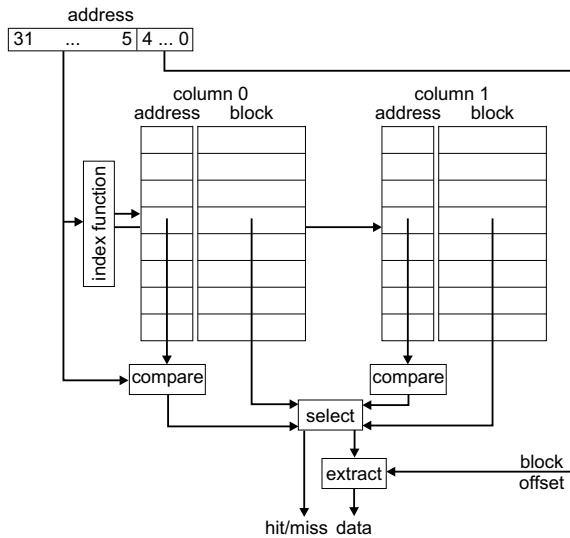 address
31 ... 5 4 ... 0
column 0 column 1
address block address block
index function
compare compare
select
extract
block
offset
hit/miss data